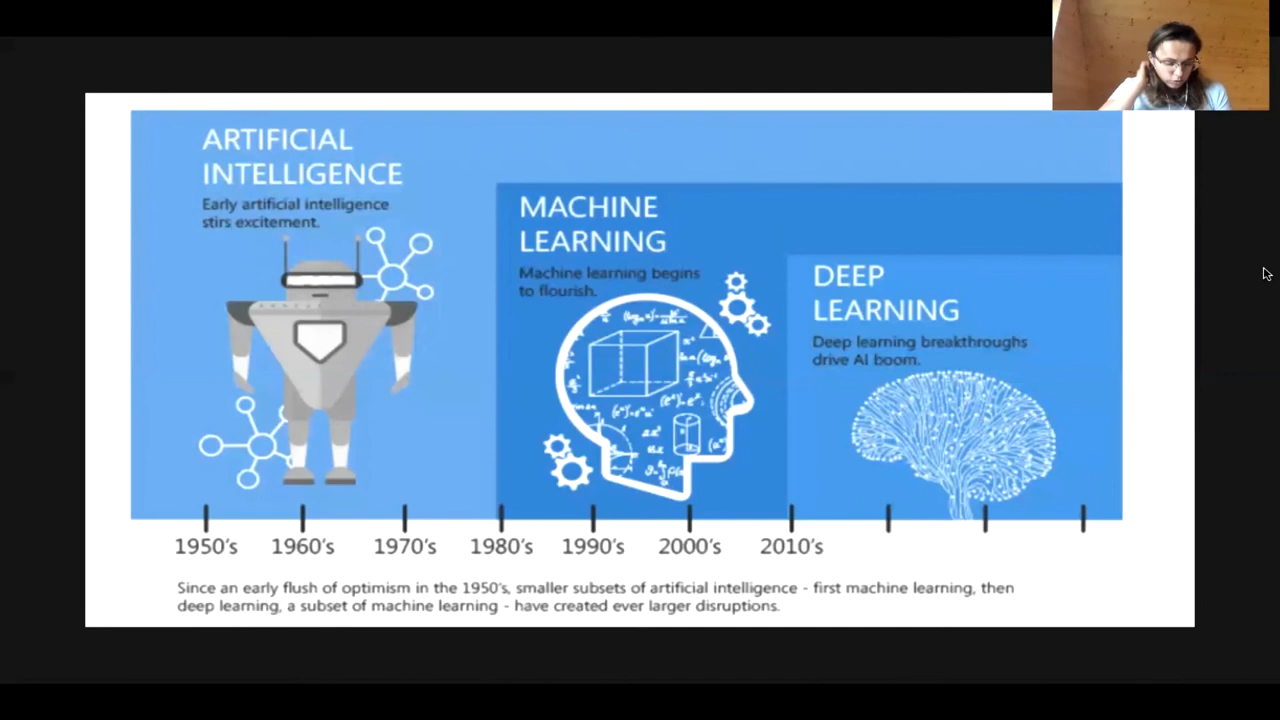 ARTIFICIAL
INTELLIGENCE
Early artificial intelligence
stirs excitement.
MACHINE
LEARNING
Machine learning begins
to flourish.
DEEP
LEARNING
Deep learning breakthroughs
drive AI boom.
1950's 1960's 1970's 1980's 1990's 2000's 2010's
Since an early flush of optimism in the 1950's, smaller subsets of artificial intelligence - first machine learning, then
deep learning, a subset of machine learning - have created ever larger disruptions.